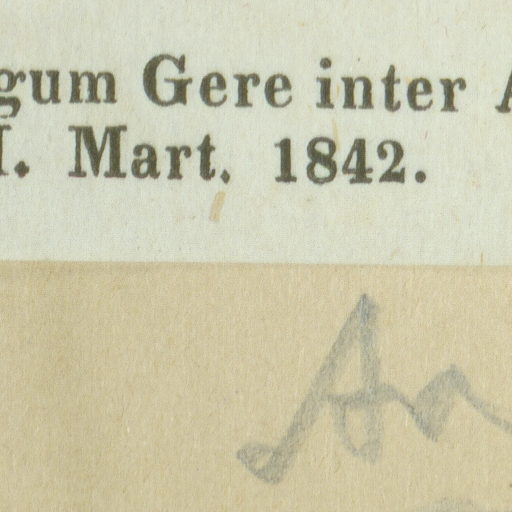 gum Gere inter A
I. Mart. 1842.
An